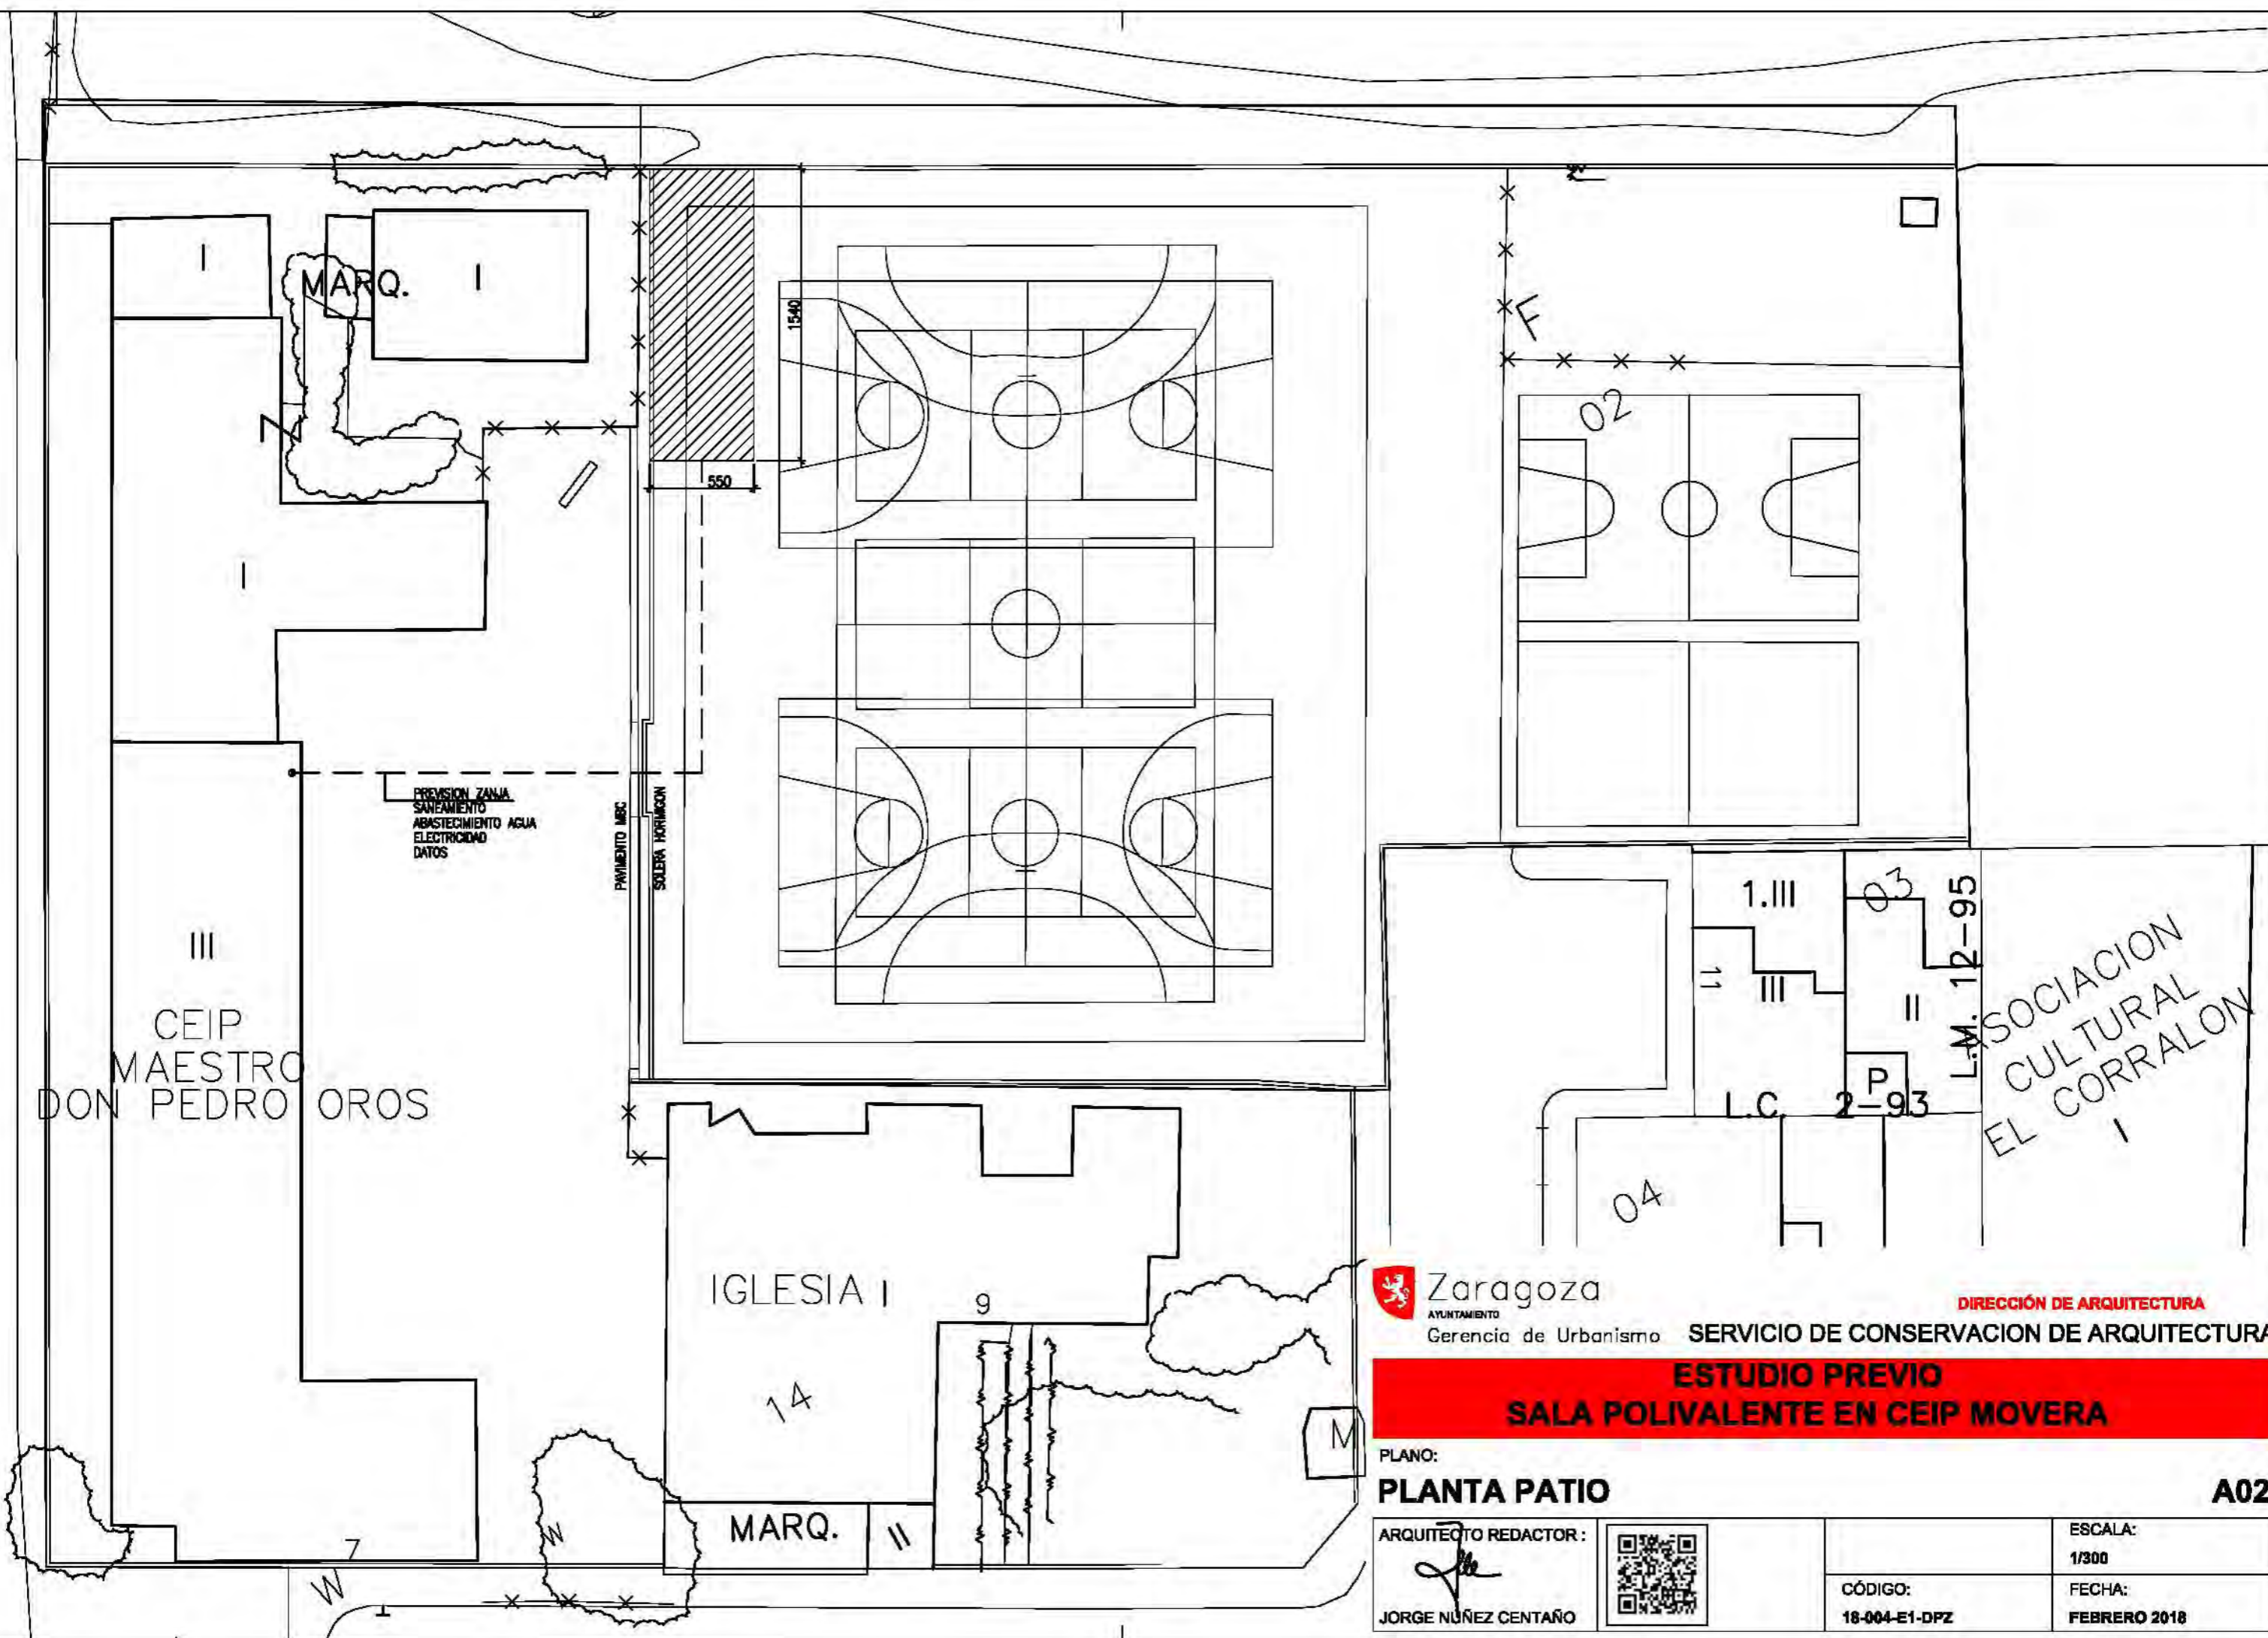 I
MARQ.
I
1540
550
F
02
I
PREVISION ZANJA
SANEAMIENTO
ABASTECIMIENTO AGUA
ELECTRICIDAD
DATOS
PAVIMENTO MBC
SOLERA HORMIGON
III
CEIP
MAESTRO
DON PEDRO OROS
1.III
03
11
III
II
L.M. 12-95
P
L.C. 2-93
ASOCIACION
CULTURAL
EL CORRALON
I
04
IGLESIA I
9
14
M
MARQ.
II
7
W
W
Zaragoza
AYUNTAMIENTO
Gerencia de Urbanismo
DIRECCIÓN DE ARQUITECTURA
SERVICIO DE CONSERVACION DE ARQUITECTURA
ESTUDIO PREVIO
SALA POLIVALENTE EN CEIP MOVERA
PLANO:
PLANTA PATIO
A02
ARQUITECTO REDACTOR :
JORGE NÚÑEZ CENTAÑO
CÓDIGO:
18-004-E1-DPZ
ESCALA:
1/300
FECHA:
FEBRERO 2018